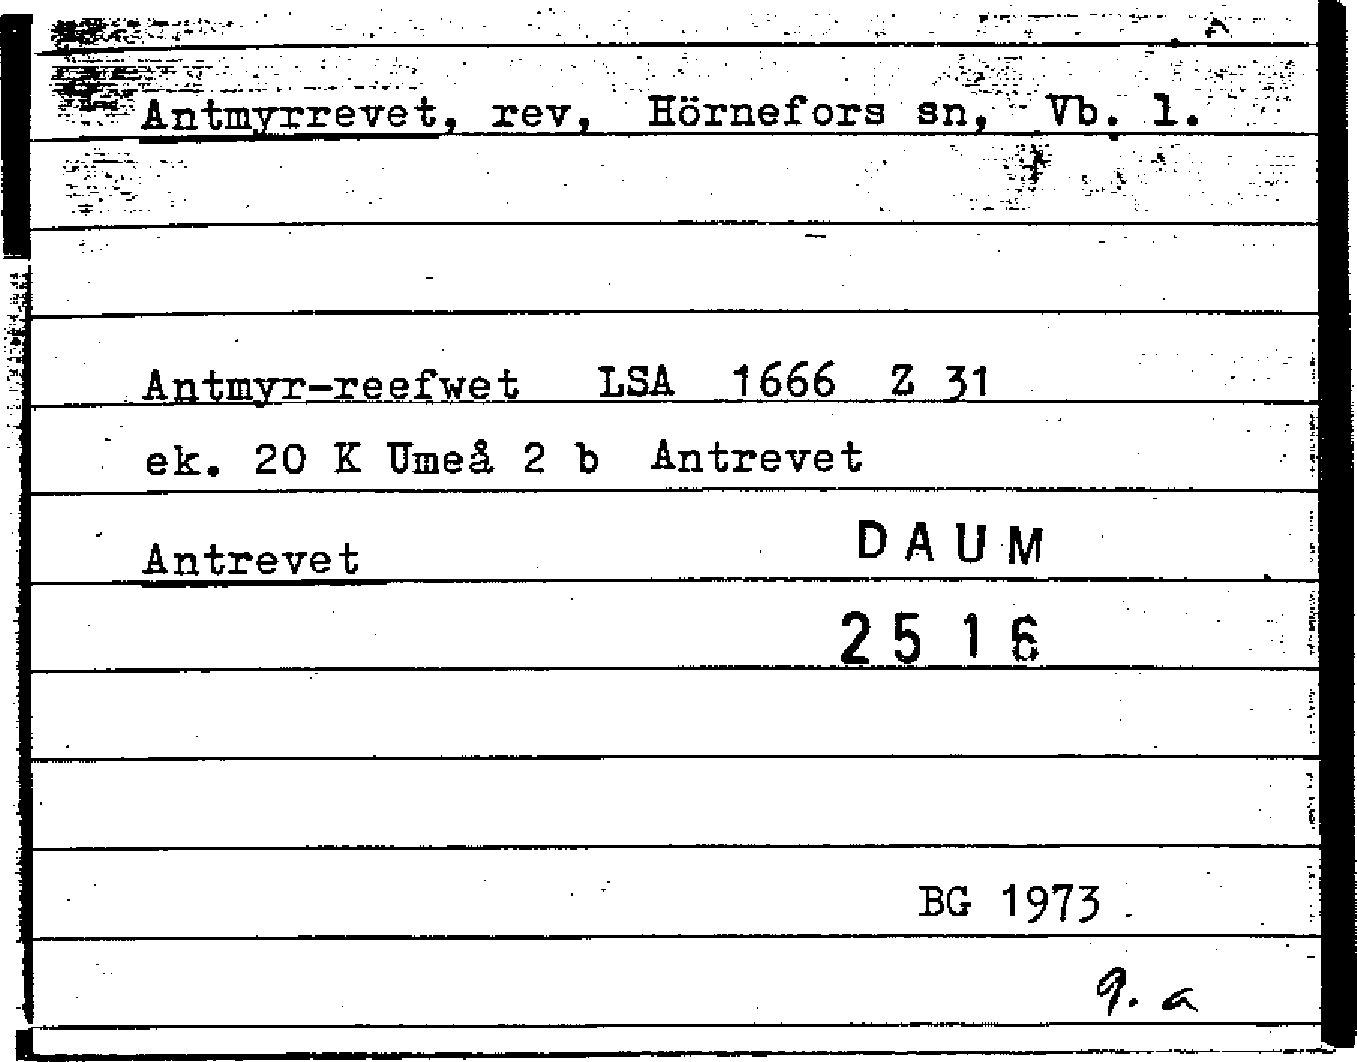 Antmyrrevet, rev, Hörnefors sn, Vb. l.
Antmyr-reefwet LSA 1666 Z 31
ek. 20 K Umeå 2 b Antrevet
Antrevet
DAUM
2516
BG 1973
9. a